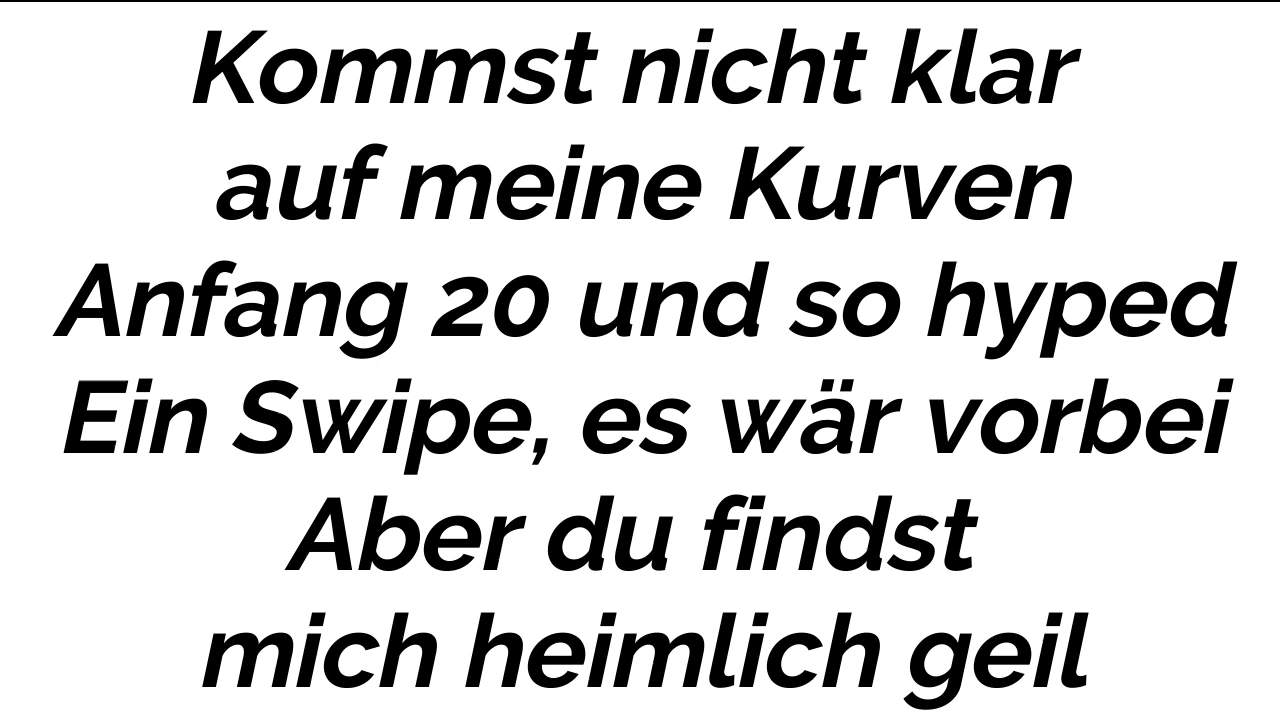 Kommst nicht klar
auf meine Kurven
Anfang 20 und so hyped
Ein Swipe, es wär vorbei
Aber du findst
mich heimlich geil